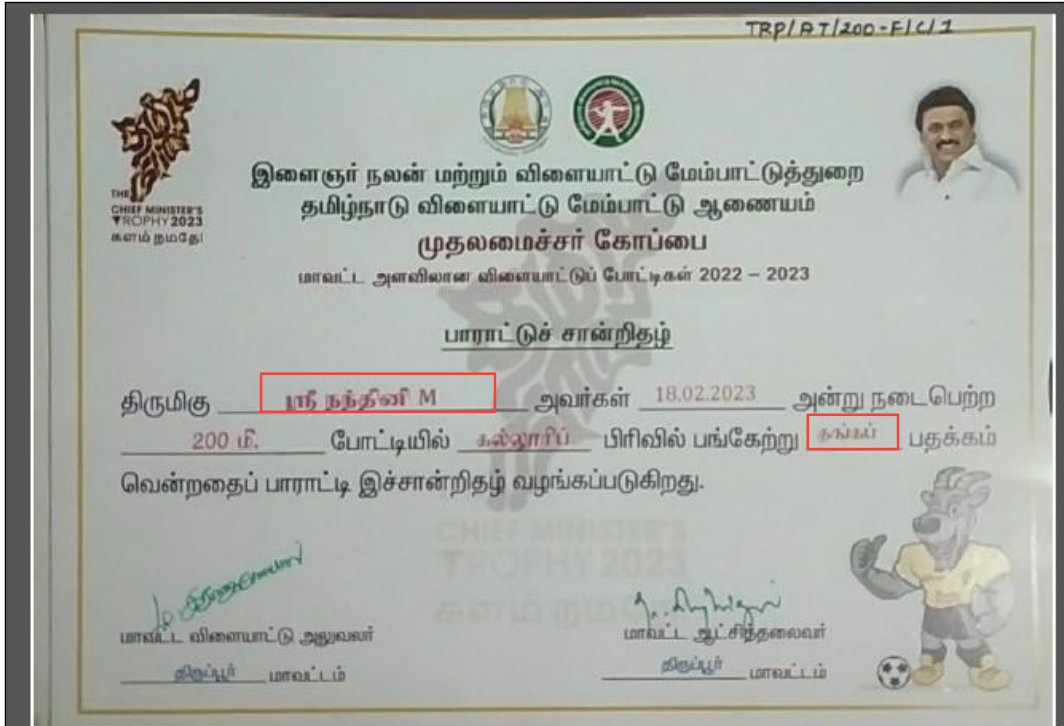 TRP/AT/200-F/C/1
THE
CHIEF MINISTER'S
TROPHY 2023
களம் நமதே!
இளைஞர் நலன் மற்றும் விளையாட்டு மேம்பாட்டுத்துறை
தமிழ்நாடு விளையாட்டு மேம்பாட்டு ஆணையம்
முதலமைச்சர் கோப்பை
மாவட்ட அளவிலான விளையாட்டுப் போட்டிகள் 2022 – 2023
பாராட்டுச் சான்றிதழ்
திருமிகு ஸ்ரீ நந்தினி M அவர்கள் 18.02.2023 அன்று நடைபெற்ற
200 மீ. போட்டியில் கல்லூரிப் பிரிவில் பங்கேற்று தங்கப் பதக்கம்
வென்றதைப் பாராட்டி இச்சான்றிதழ் வழங்கப்படுகிறது.
CHIEF MINISTER'S
TROPHY 2023
களம் நமதே
மாவட்ட விளையாட்டு அலுவலர்
திருப்பூர் மாவட்டம்
மாவட்ட ஆட்சித்தலைவர்
திருப்பூர் மாவட்டம்